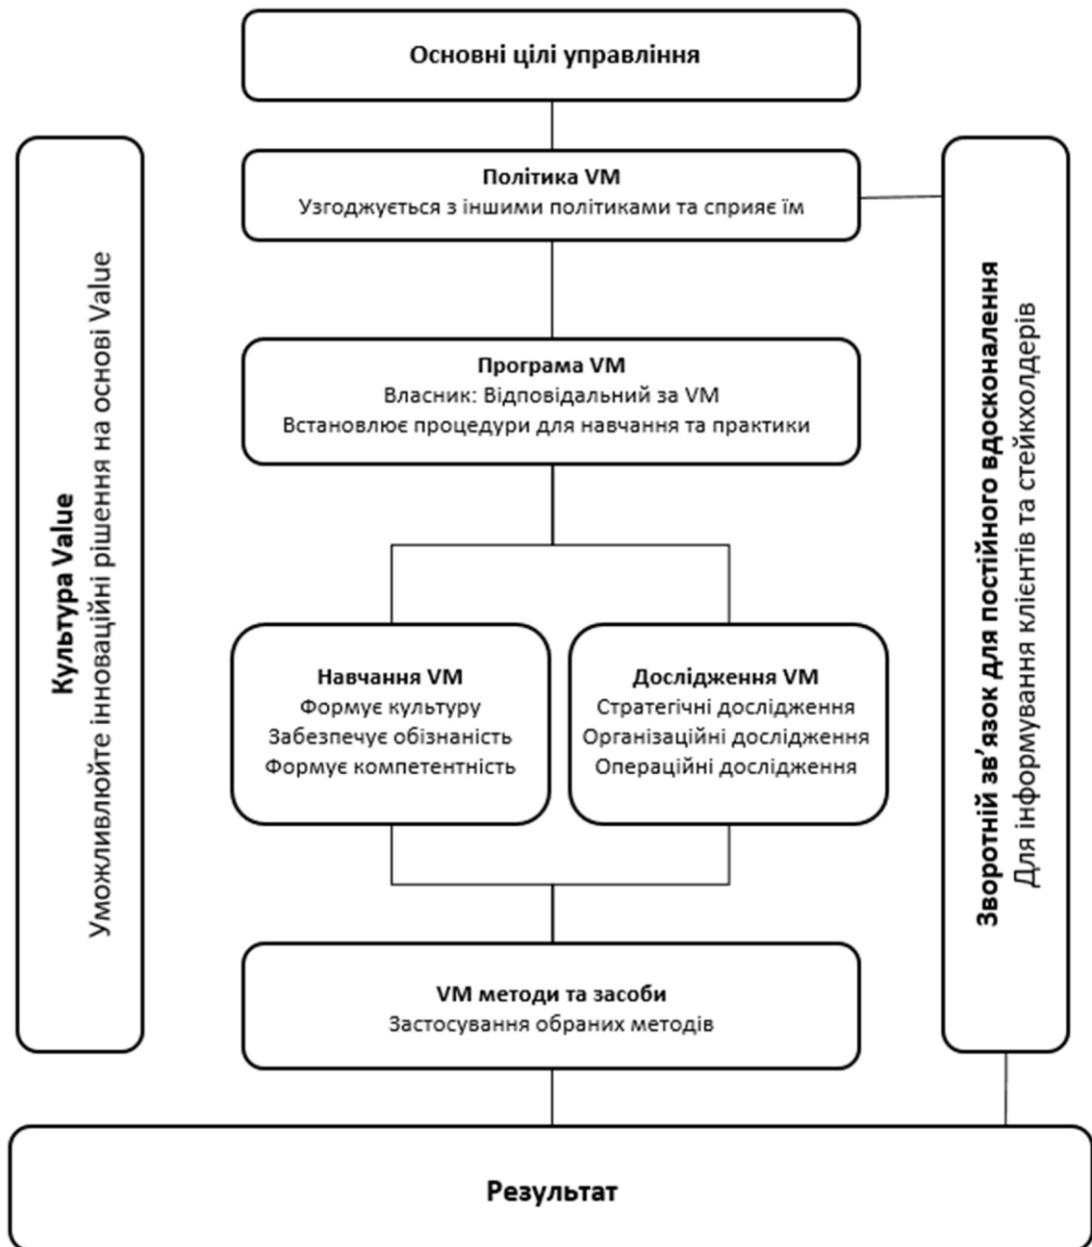 Основні цілі управління
Політика VM
Узгоджується з іншими політиками та сприяє їм
Програма VM
Власник: Відповідальний за VM
Встановлює процедури для навчання та практики
Культура Value
Уможливлюйте інноваційні рішення на основі Value
Навчання VM
Формує культуру
Забезпечує обізнаність
Формує компетентність
Дослідження VM
Стратегічні дослідження
Організаційні дослідження
Операційні дослідження
Зворотній зв’язок для постійного вдосконалення
Для інформування клієнтів та стейкхолдерів
VM методи та засоби
Застосування обраних методів
Результат